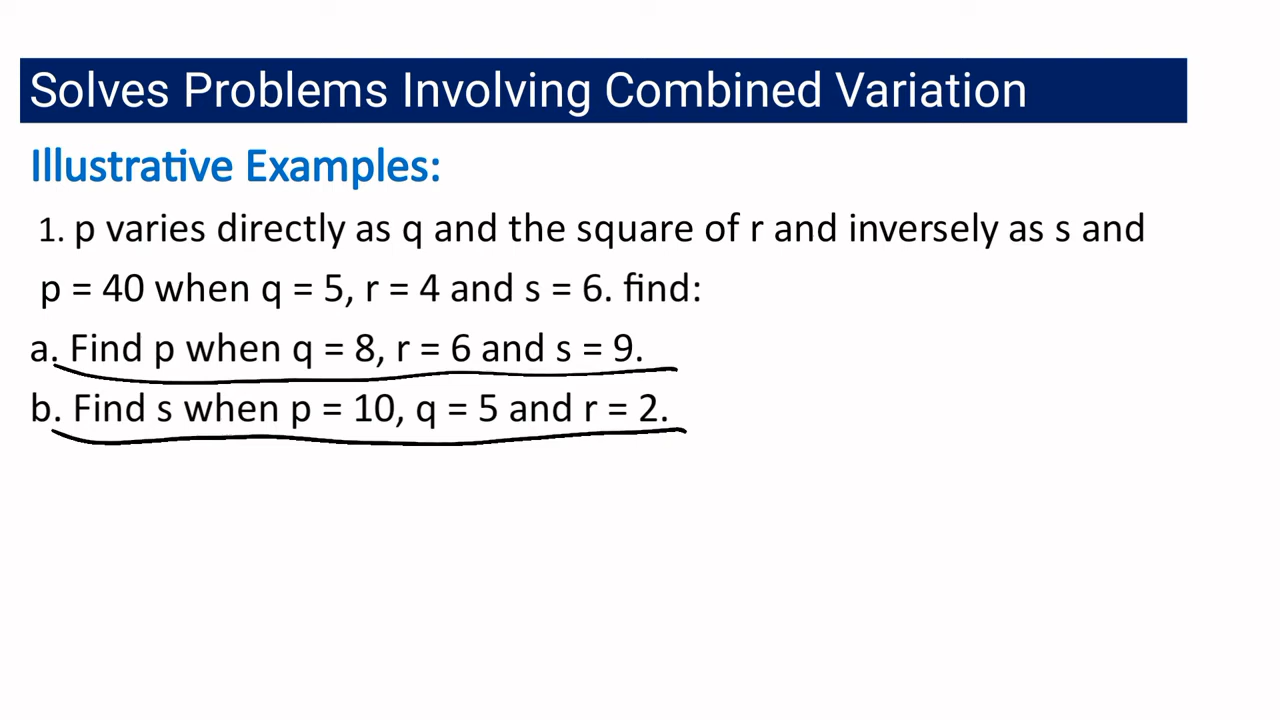 Solves Problems Involving Combined Variation
Illustrative Examples:
1. p varies directly as q and the square of r and inversely as s and
p = 40 when q = 5, r = 4 and s = 6. find:
a. Find p when q = 8, r = 6 and s = 9.
b. Find s when p = 10, q = 5 and r = 2.